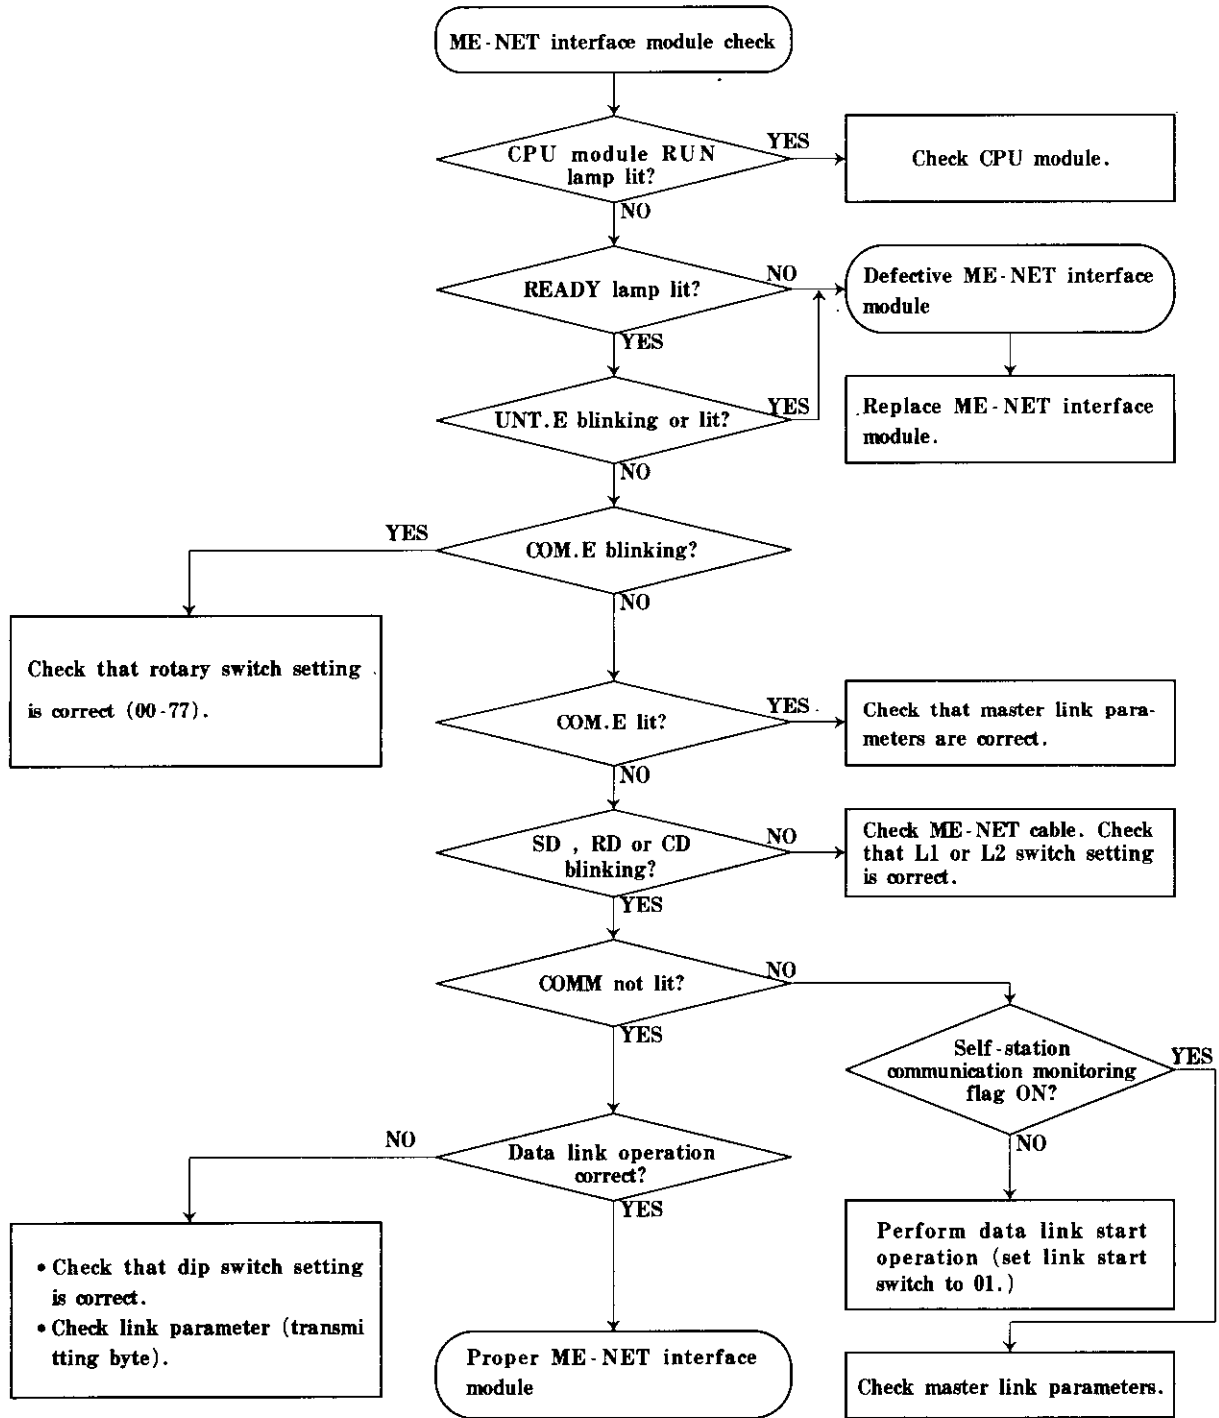 ME-NET interface module check
CPU module RUN
lamp lit?
YES
Check CPU module.
NO
READY lamp lit?
NO
Defective ME-NET interface
module
YES
UNT.E blinking or lit?
YES
Replace ME-NET interface
module.
NO
YES
COM.E blinking?
NO
Check that rotary switch setting
is correct (00-77).
COM.E lit?
YES
Check that master link para-
meters are correct.
NO
SD , RD or CD
blinking?
NO
Check ME-NET cable. Check
that L1 or L2 switch setting
is correct.
YES
COMM not lit?
NO
YES
Self-station
communication monitoring
flag ON?
YES
NO
NO
Data link operation
correct?
YES
Perform data link start
operation (set link start
switch to 01.)
• Check that dip switch setting
is correct.
• Check link parameter (transmi
tting byte).
Proper ME-NET interface
module
Check master link parameters.